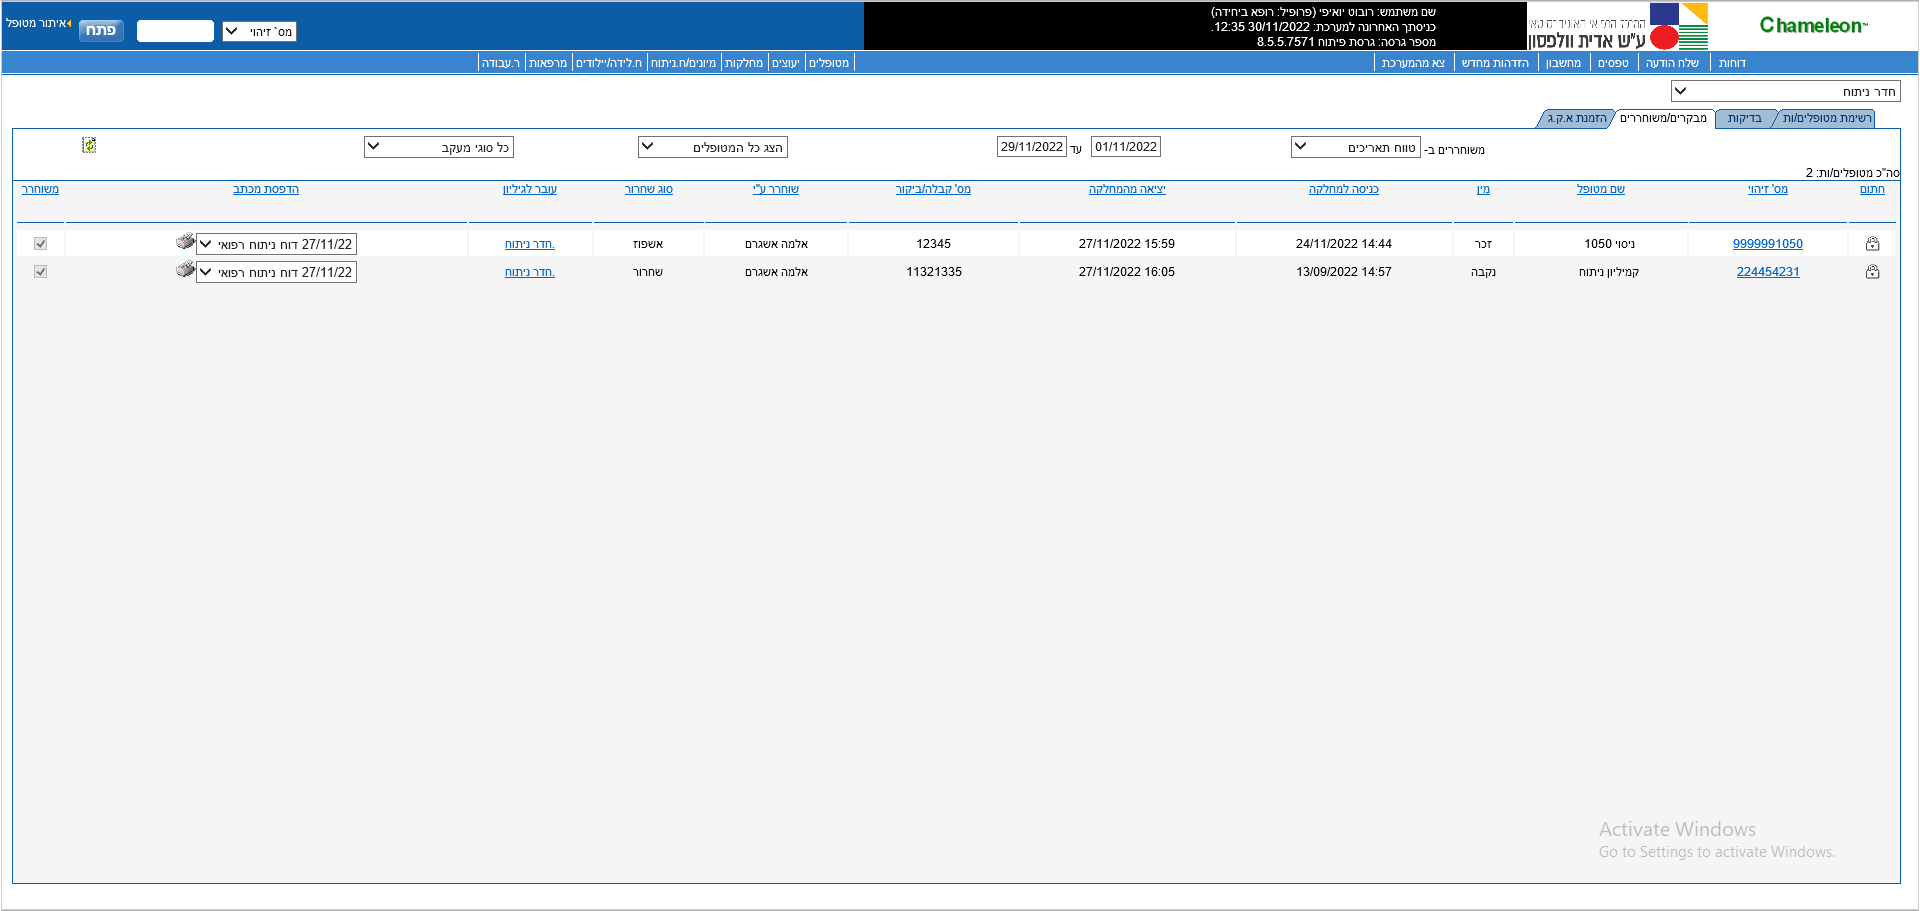 Chameleon™
ע"ש אדית וולפסון
שם משתמש: רובוט יואיפי (פרופיל: רופא ביחידה)
כניסתך האחרונה למערכת: 30/11/2022 12:35.
מספר גרסה: גרסת פיתוח 8.5.5.7571
מס` זיהוי
פתח
איתור מטופל
דוחות
שלח הודעה
טפסים
מחשבון
הזדהות מחדש
צא מהמערכת
מטופלים
יעוצים
מחלקות
מיונים/ח.ניתוח
ח.לידה/יילודים
מרפאות
ר.עבודה
חדר ניתוח
רשימת מטופלים/ות
בדיקות
מבקרים/משוחררים
הזמנת א.ק.ג
משוחררים ב-
טווח תאריכים
01/11/2022 עד 29/11/2022
הצג כל המטופלים
כל סוגי מעקב
סה"כ מטופלים/ות: 2
חתום מס' זיהוי שם מטופל מין כניסה למחלקה יציאה מהמחלקה מס' קבלה/ביקור שוחרר ע"י סוג שחרור עובר לגיליון הדפסת מכתב משוחרר
9999991050 ניסוי 1050 זכר 24/11/2022 14:44 27/11/2022 15:59 12345 אלמה אשגרם אשפוז חדר ניתוח. 27/11/22 דוח ניתוח רפואי
224454231 קמיליון ניתוח נקבה 13/09/2022 14:57 27/11/2022 16:05 11321335 אלמה אשגרם שחרור חדר ניתוח. 27/11/22 דוח ניתוח רפואי
Activate Windows
Go to Settings to activate Windows.